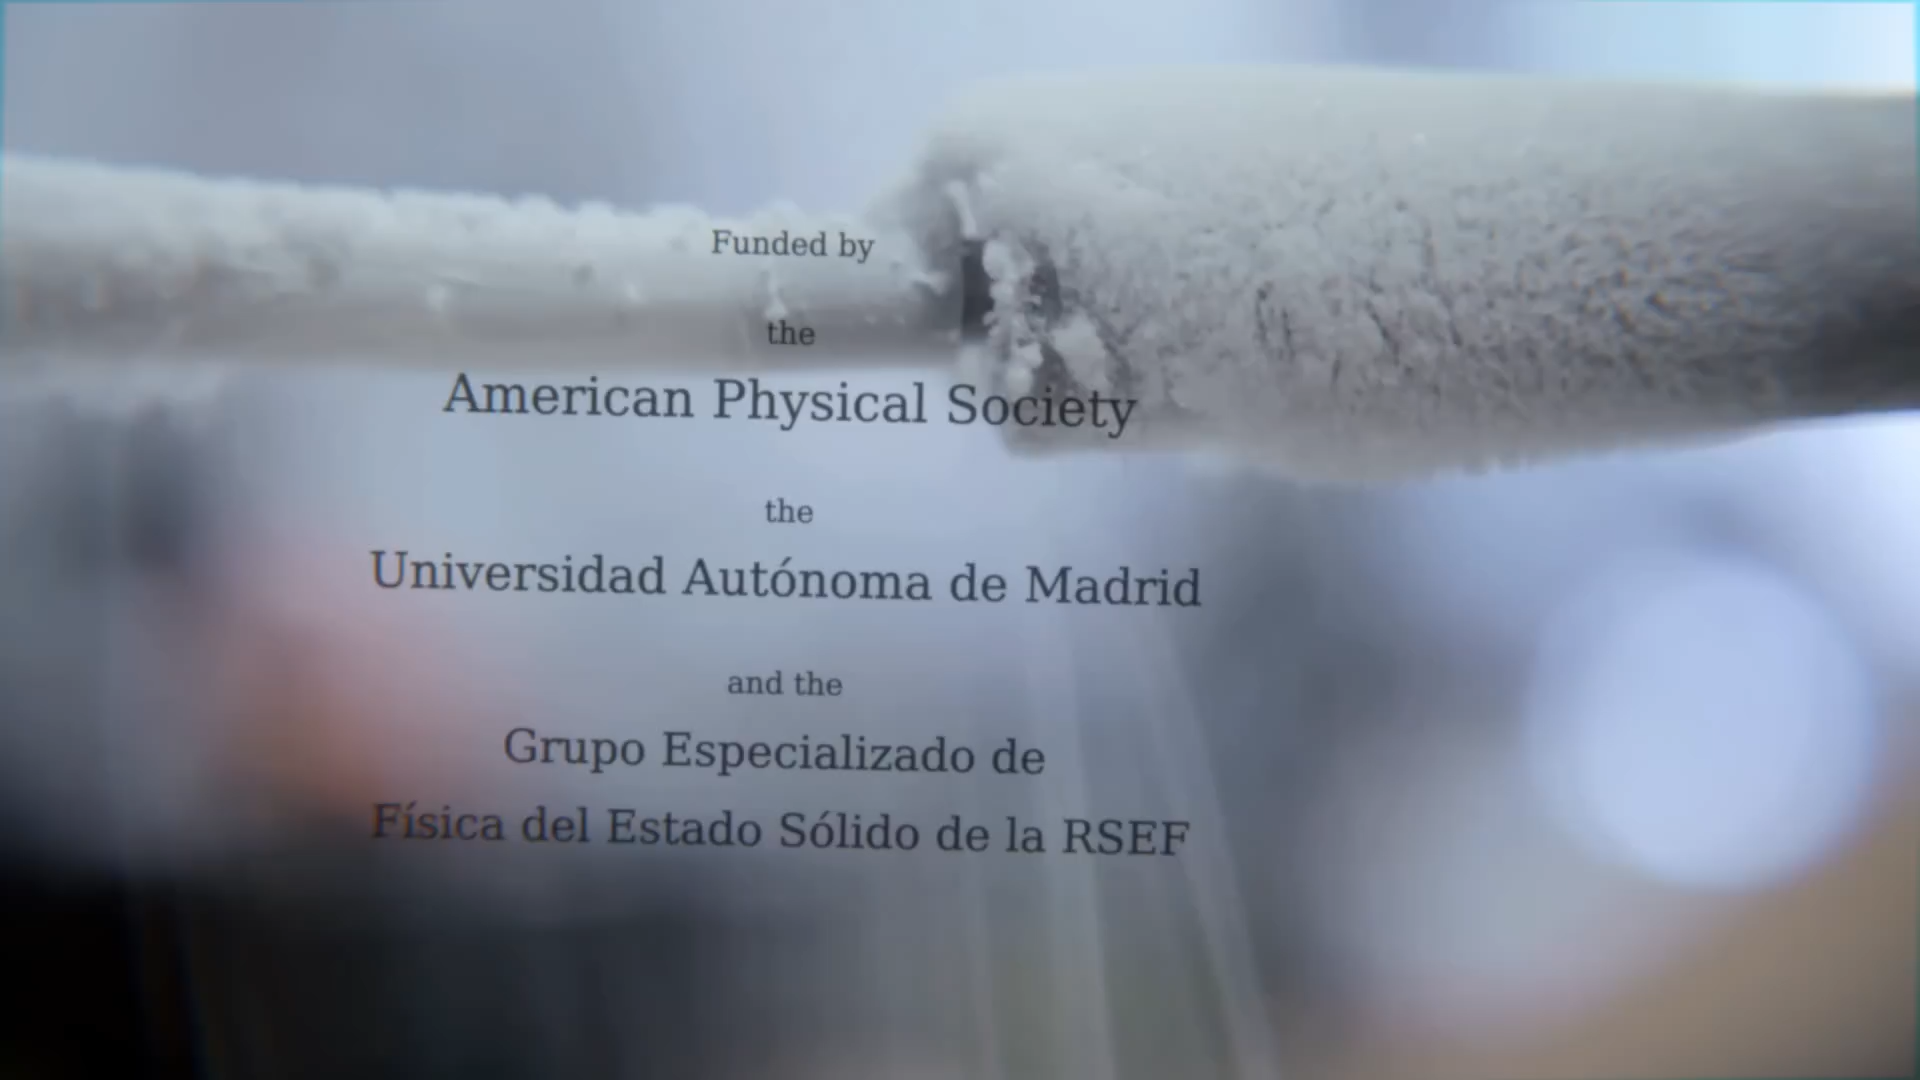 Funded by
the
American Physical Society
the
Universidad Autónoma de Madrid
and the
Grupo Especializado de
Física del Estado Sólido de la RSEF